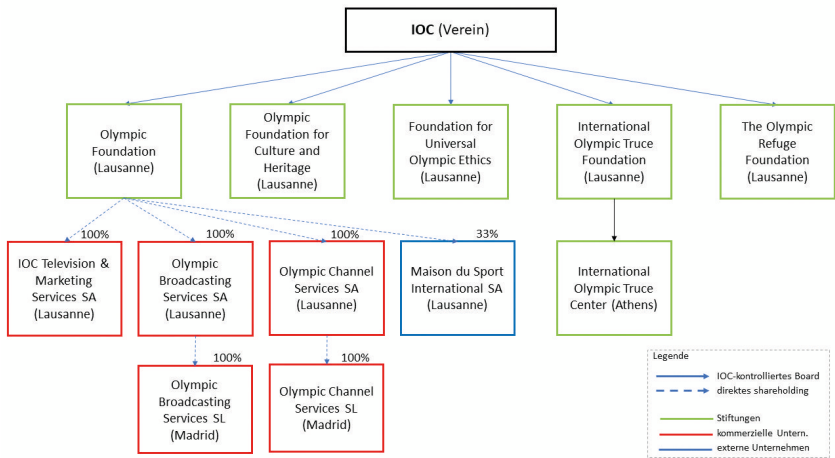 IOC (Verein)
Olympic
Foundation
(Lausanne)
Olympic
Foundation for
Culture and
Heritage
(Lausanne)
Foundation for
Universal
Olympic Ethics
(Lausanne)
International
Olympic Truce
Foundation
(Lausanne)
The Olympic
Refuge
Foundation
(Lausanne)
100%
100%
100%
33%
IOC Television &
Marketing
Services SA
(Lausanne)
Olympic
Broadcasting
Services SA
(Lausanne)
Olympic Channel
Services SA
(Lausanne)
Maison du Sport
International SA
(Lausanne)
International
Olympic Truce
Center (Athens)
100%
100%
Olympic
Broadcasting
Services SL
(Madrid)
Olympic Channel
Services SL
(Madrid)
Legende
IOC-kontrolliertes Board
direktes shareholding
Stiftungen
kommerzielle Untern.
externe Unternehmen